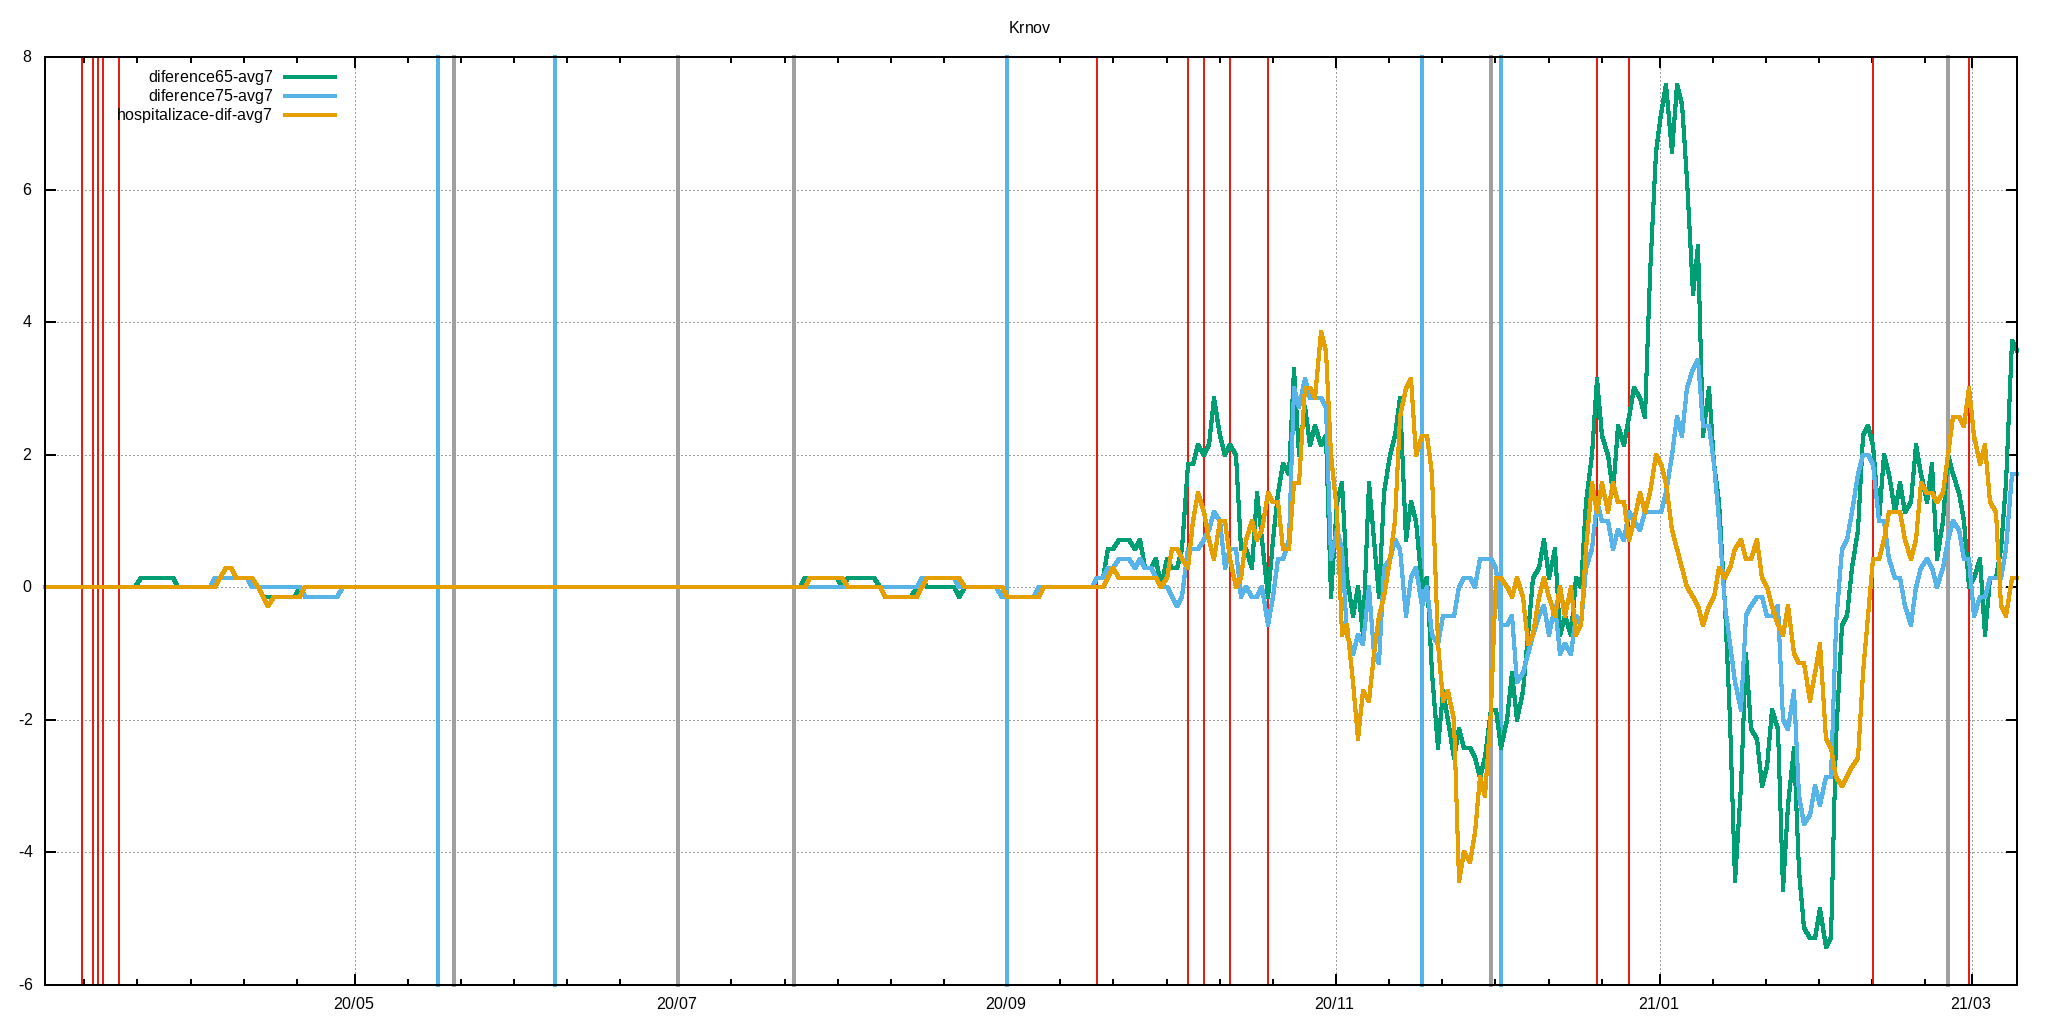 Krnov
8
diference65-avg7
diference75-avg7
hospitalizace-dif-avg7
6
4
2
0
-2
-4
-6
20/05 20/07 20/09 20/11 21/01 21/03